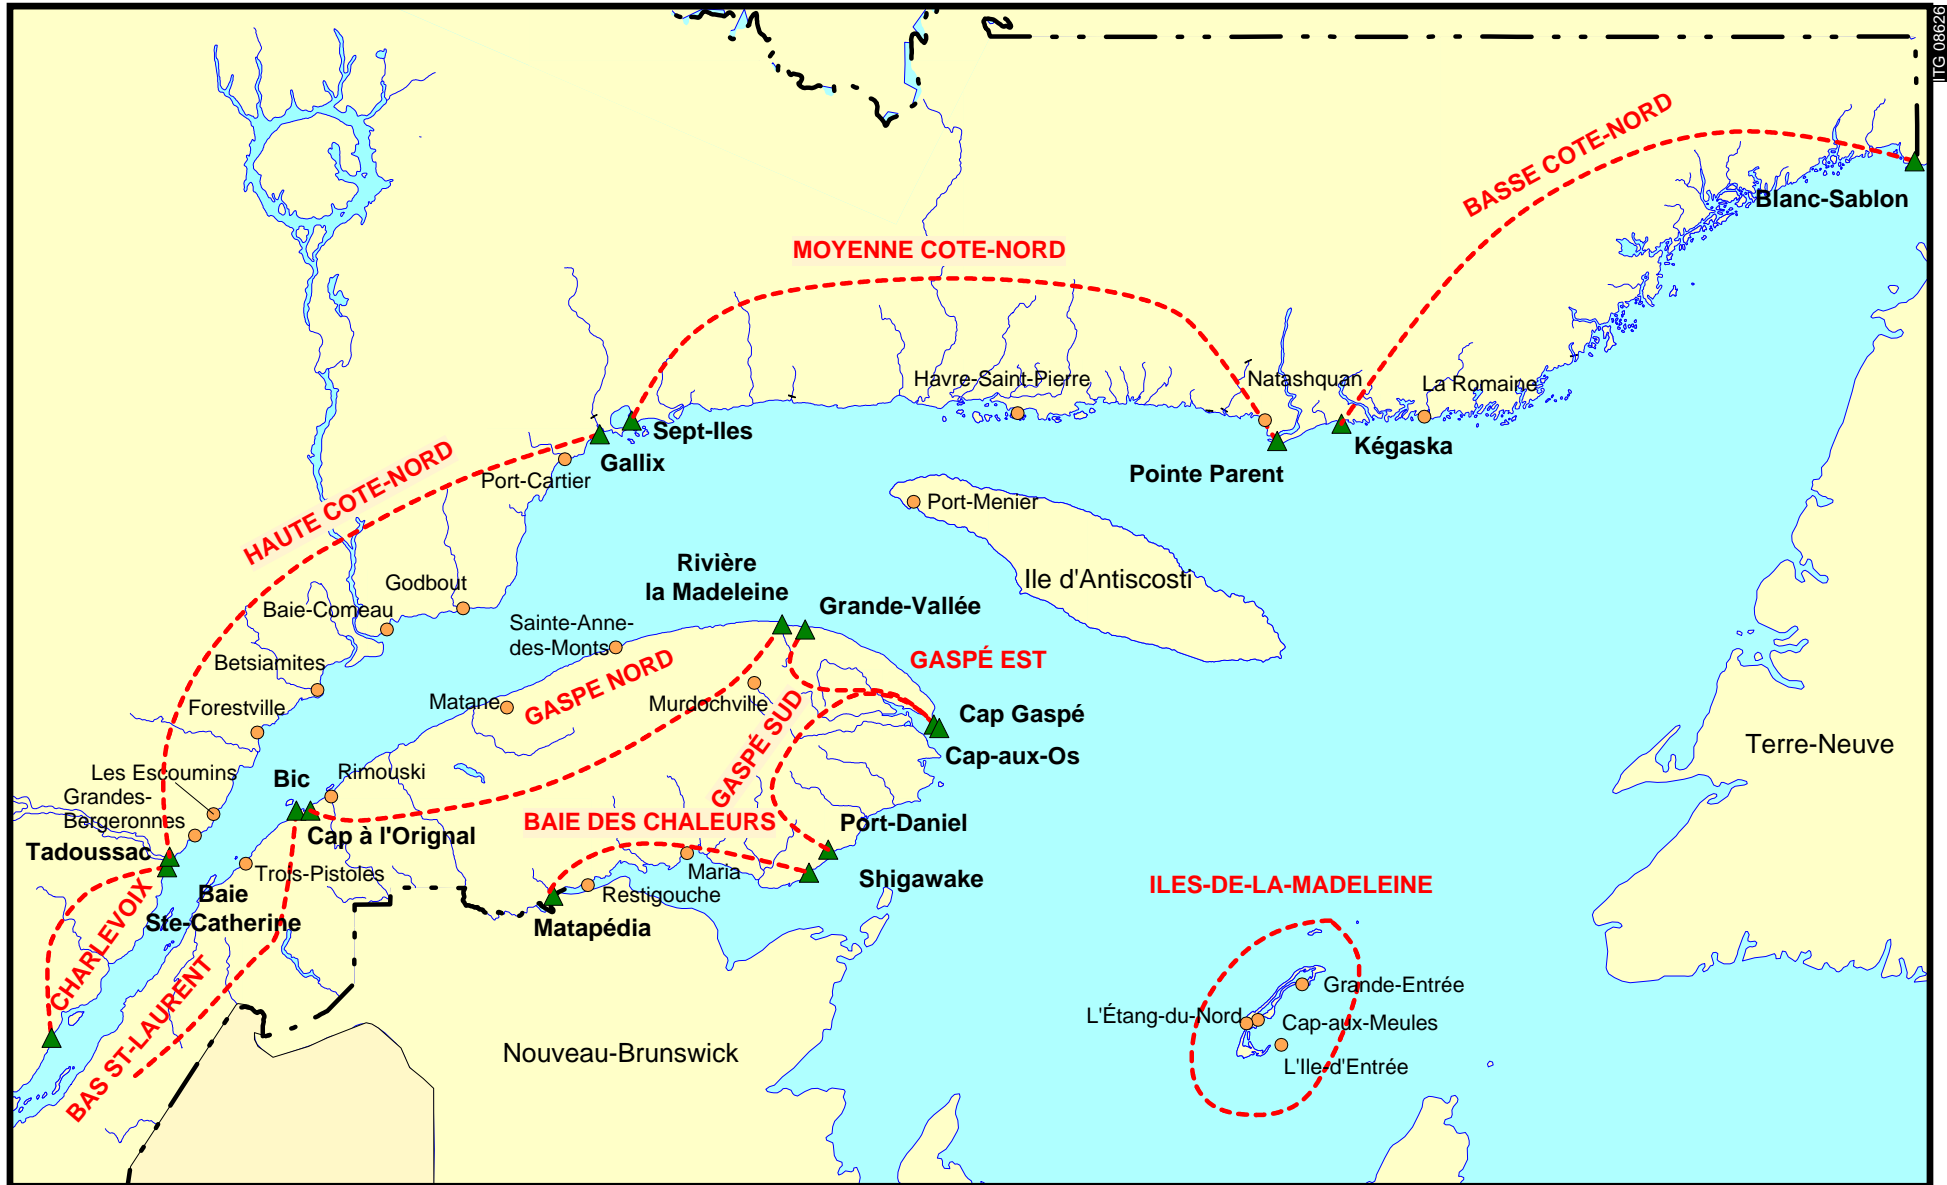 ITG 08626
BASSE COTE-NORD
Blanc-Sablon
MOYENNE COTE-NORD
Havre-Saint-Pierre
Natashquan
La Romaine
Sept-Iles
Kégaska
Gallix
Pointe Parent
HAUTE COTE-NORD
Port-Cartier
Port-Menier
Rivière
la Madeleine
Ile d'Antiscosti
Godbout
Grande-Vallée
Baie-Comeau
Sainte-Anne-
des-Monts
Betsiamites
GASPÉ EST
GASPE NORD
Forestville
Matane
Murdochville
GASPÉ SUD
Cap Gaspé
Cap-aux-Os
Terre-Neuve
Les Escoumins
Bic
Rimouski
Grandes-
Bergeronnes
BAIE DES CHALEURS
Port-Daniel
Cap à l'Orignal
Tadoussac
Trois-Pistoles
Maria
Shigawake
Baie
Ste-Catherine
Restigouche
Matapédia
ILES-DE-LA-MADELEINE
CHARLEVOIX
BAS ST-LAURENT
Grande-Entrée
L'Étang-du-Nord
Cap-aux-Meules
Nouveau-Brunswick
L'Ile-d'Entrée